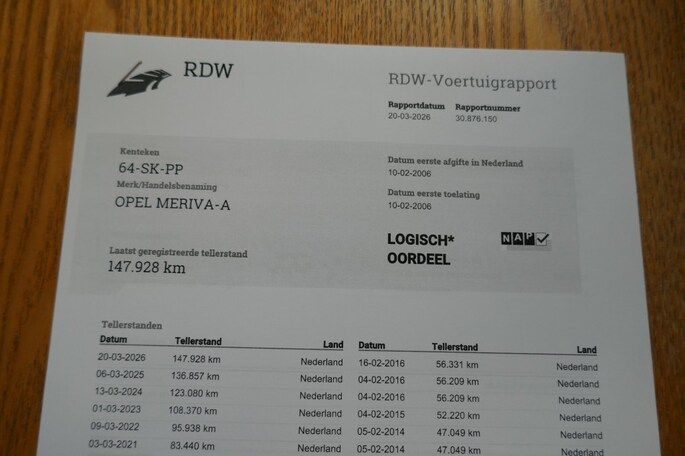 RDW
RDW-Voertuigrapport
Rapportdatum Rapportnummer
20-03-2026 30.876.150
Kenteken
64-SK-PP
Merk/Handelsbenaming
OPEL MERIVA-A
Laatst geregistreerde tellerstand
147.928 km
Datum eerste afgifte in Nederland
10-02-2006
Datum eerste toelating
10-02-2006
LOGISCH*
OORDEEL
NAP
Tellerstanden
Datum Tellerstand Land Datum Tellerstand Land
20-03-2026 147.928 km Nederland 16-02-2016 56.331 km Nederland
06-03-2025 136.857 km Nederland 04-02-2016 56.209 km Nederland
13-03-2024 123.080 km Nederland 04-02-2016 56.209 km Nederland
01-03-2023 108.370 km Nederland 04-02-2015 52.220 km Nederland
09-03-2022 95.938 km Nederland 05-02-2014 47.049 km Nederland
03-03-2021 83.440 km Nederland 05-02-2014 47.049 km Nederland